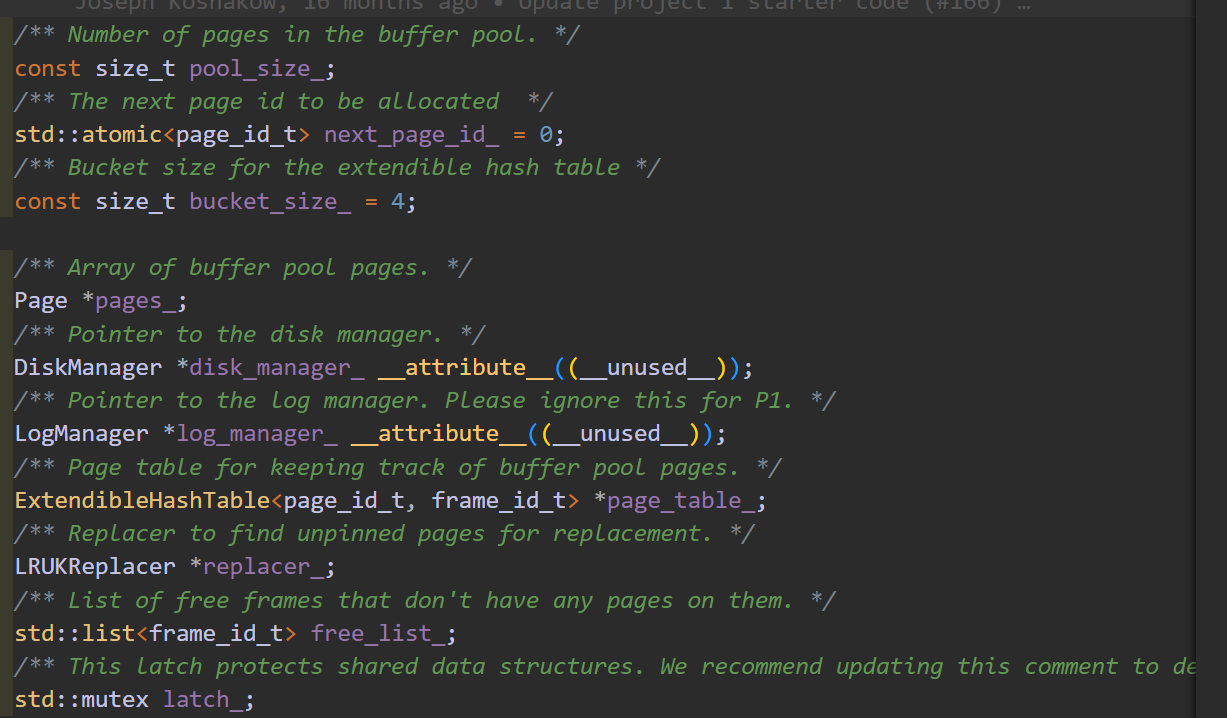 Joseph Koshakow, 16 months ago • Update project 1 starter code (#166) …
/** Number of pages in the buffer pool. */
const size_t pool_size_;
/** The next page id to be allocated  */
std::atomic<page_id_t> next_page_id_ = 0;
/** Bucket size for the extendible hash table */
const size_t bucket_size_ = 4;
/** Array of buffer pool pages. */
Page *pages_;
/** Pointer to the disk manager. */
DiskManager *disk_manager_ __attribute__((__unused__));
/** Pointer to the log manager. Please ignore this for P1. */
LogManager *log_manager_ __attribute__((__unused__));
/** Page table for keeping track of buffer pool pages. */
ExtendibleHashTable<page_id_t, frame_id_t> *page_table_;
/** Replacer to find unpinned pages for replacement. */
LRUKReplacer *replacer_;
/** List of free frames that don't have any pages on them. */
std::list<frame_id_t> free_list_;
/** This latch protects shared data structures. We recommend updating this comment to de
std::mutex latch_;